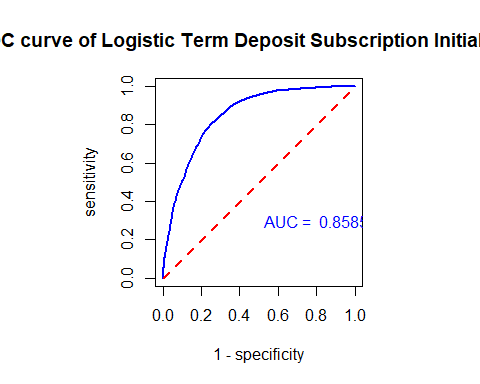 C curve of Logistic Term Deposit Subscription Initial
sensitivity
1.0
0.8
0.6
0.4
0.2
0.0
AUC = 0.8585
0.0 0.2 0.4 0.6 0.8 1.0
1 - specificity